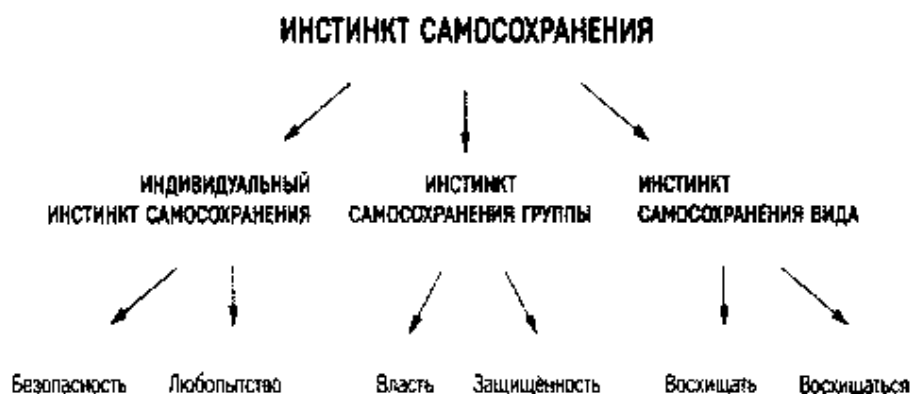 ИНСТИНКТ САМОСОХРАНЕНИЯ
ИНДИВИДУАЛЬНЫЙ
ИНСТИНКТ САМОСОХРАНЕНИЯ
ИНСТИНКТ
САМОСОХРАНЕНИЯ ГРУППЫ
ИНСТИНКТ
САМОСОХРАНЕНИЯ ВИДА
Безопасность
Любопытство
Власть
Защищённость
Восхищать
Восхищаться